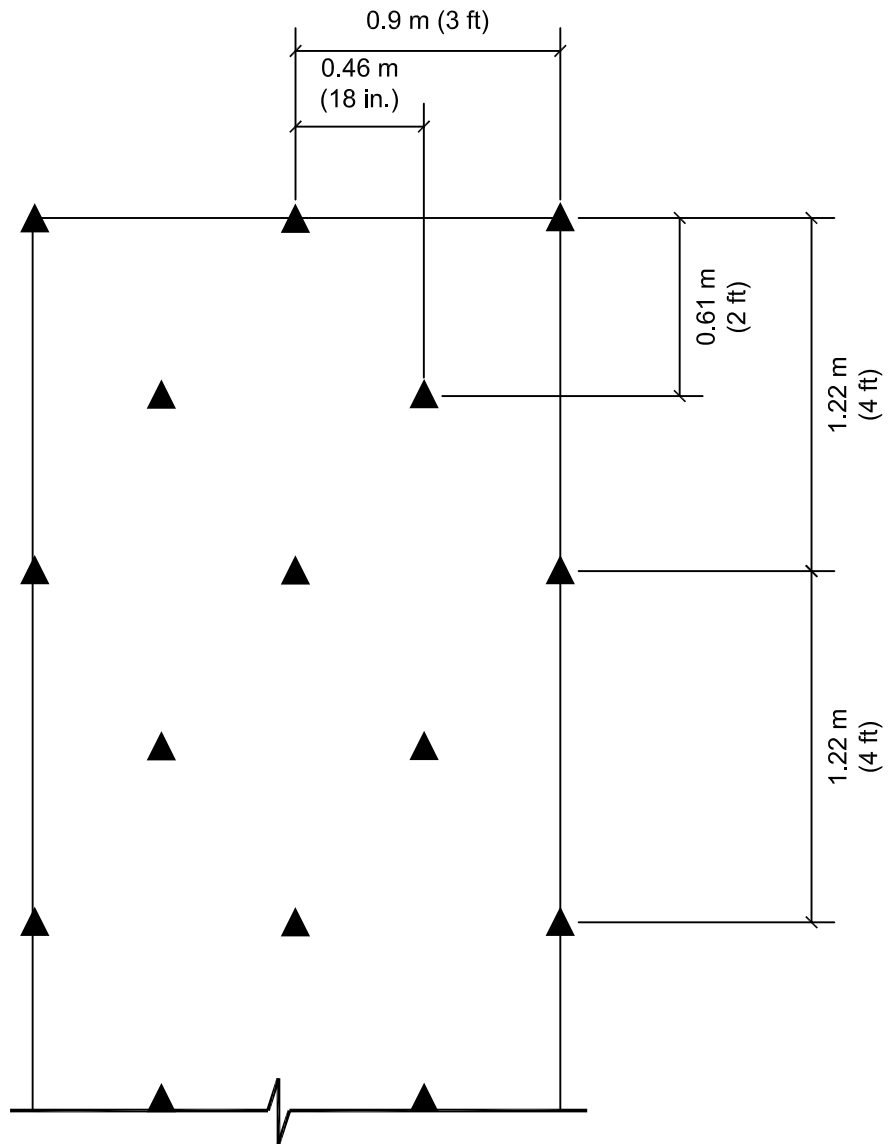 0.9 m (3 ft)
0.46 m
(18 in.)
0.61 m
(2 ft)
1.22 m
(4 ft)
1.22 m
(4 ft)